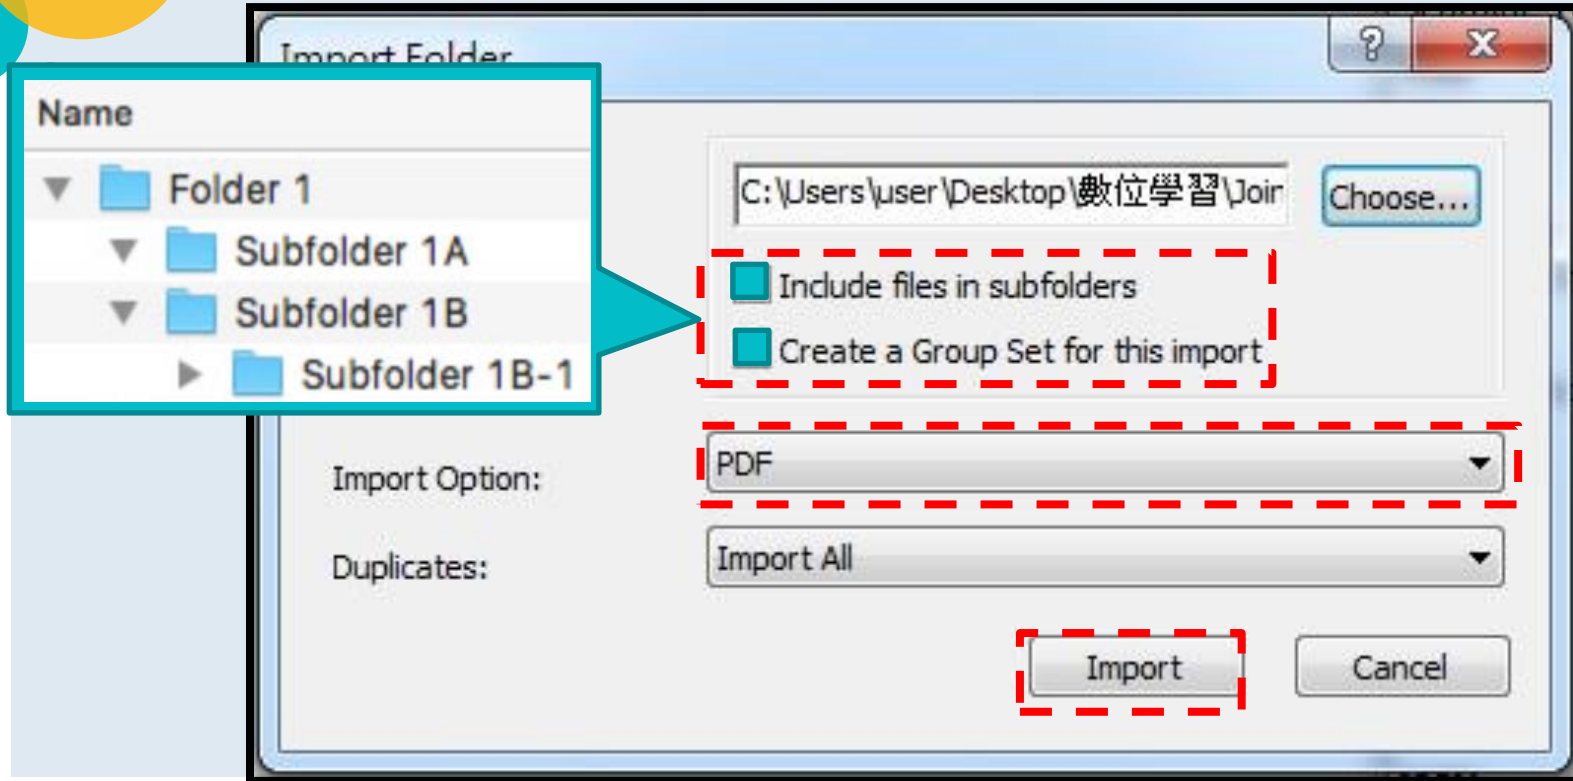 Import Folder
Name
Folder 1
Subfolder 1A
Subfolder 1B
Subfolder 1B-1
C:\Users\user\Desktop\數位學習\Joir
Choose...
Include files in subfolders
Create a Group Set for this import
Import Option:
PDF
Duplicates:
Import All
Import
Cancel